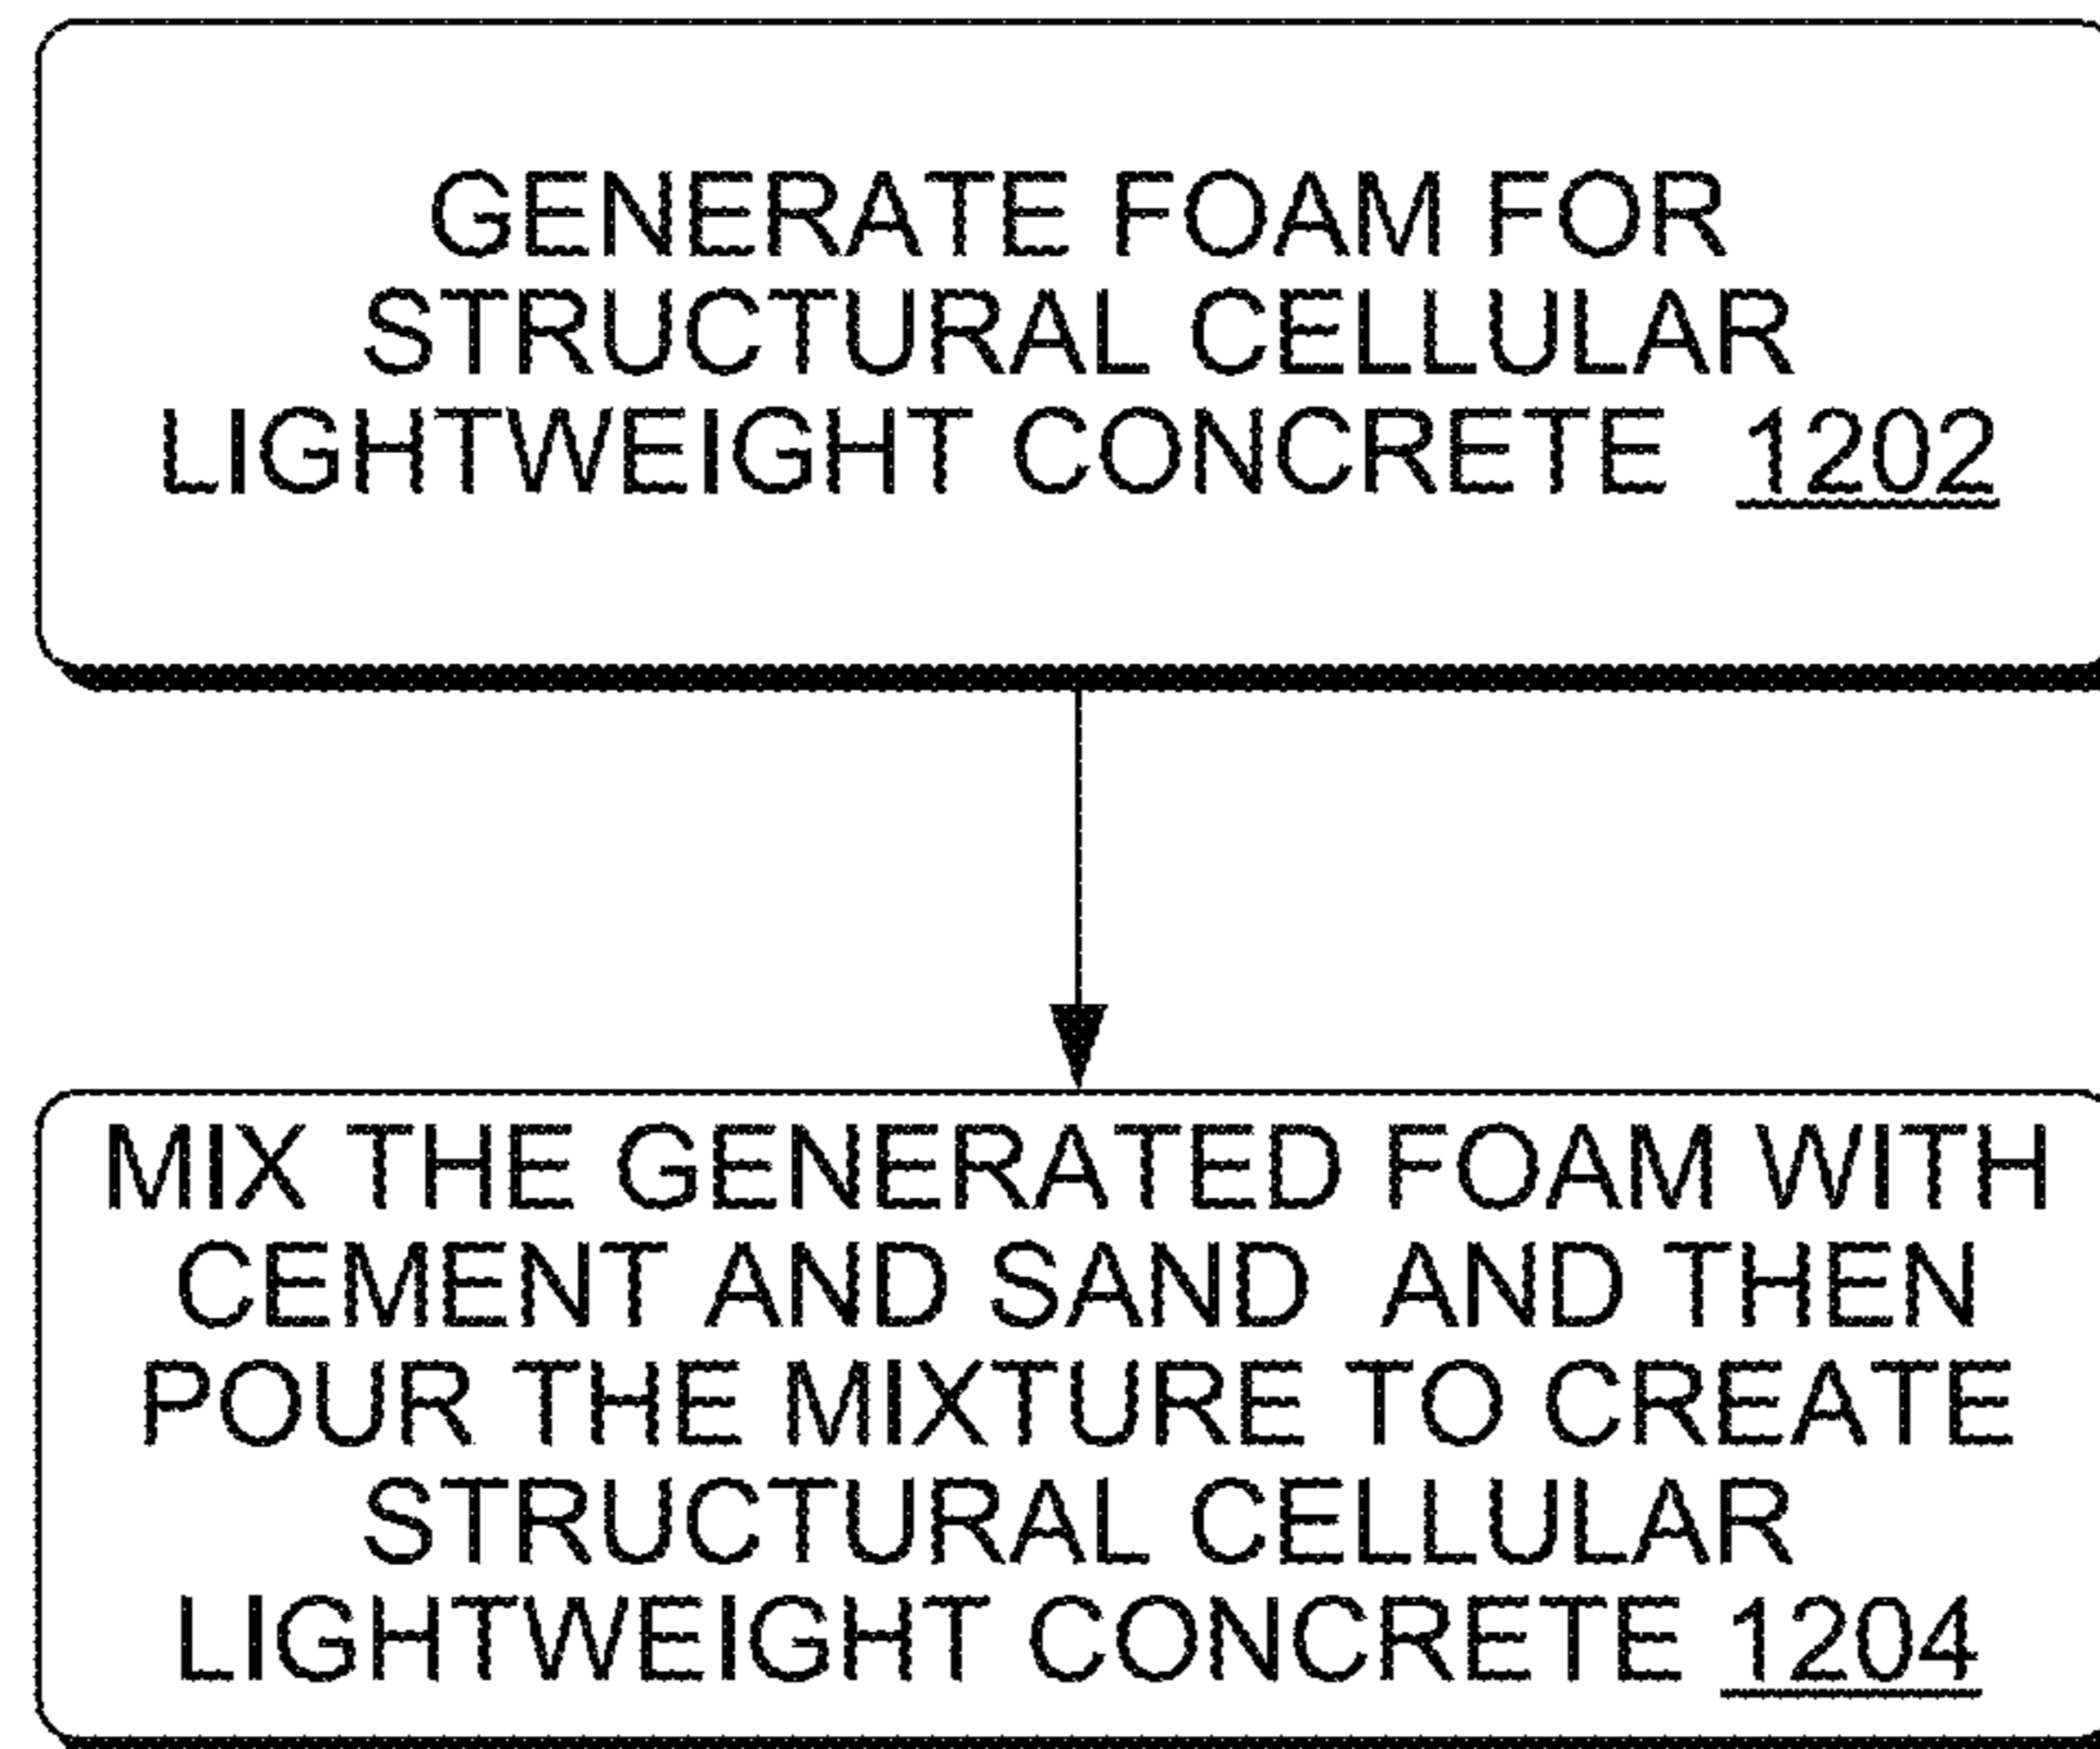 GENERATE FOAM FOR
STRUCTURAL CELLULAR
LIGHTWEIGHT CONCRETE 1202
MIX THE GENERATED FOAM WITH
CEMENT AND SAND AND THEN
POUR THE MIXTURE TO CREATE
STRUCTURAL CELLULAR
LIGHTWEIGHT CONCRETE 1204